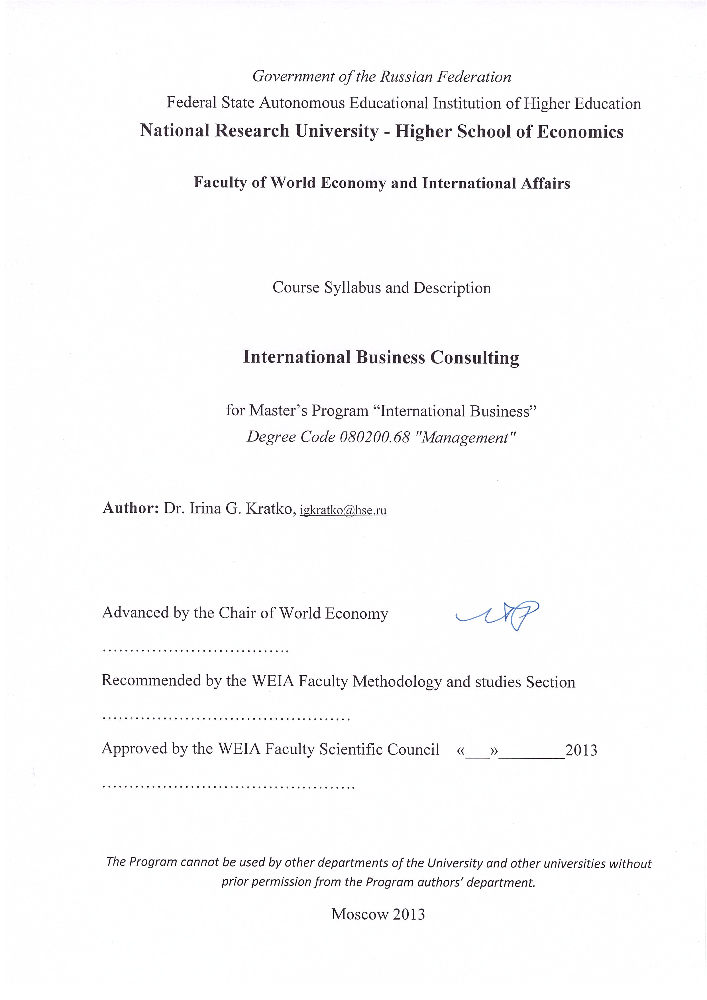 Government of the Russian Federation
Federal State Autonomous Educational Institution of Higher Education
National Research University - Higher School of Economics
Faculty of World Economy and International Affairs
Course Syllabus and Description
International Business Consulting
for Master's Program “International Business”
Degree Code 080200.68 "Management"
Author: Dr. Irina G. Kratko, igkratko@hse.ru
Advanced by the Chair of World Economy
..................................
Recommended by the WEIA Faculty Methodology and studies Section
.............................................
Approved by the WEIA Faculty Scientific Council «___»________2013
..............................................
The Program cannot be used by other departments of the University and other universities without
prior permission from the Program authors' department.
Moscow 2013